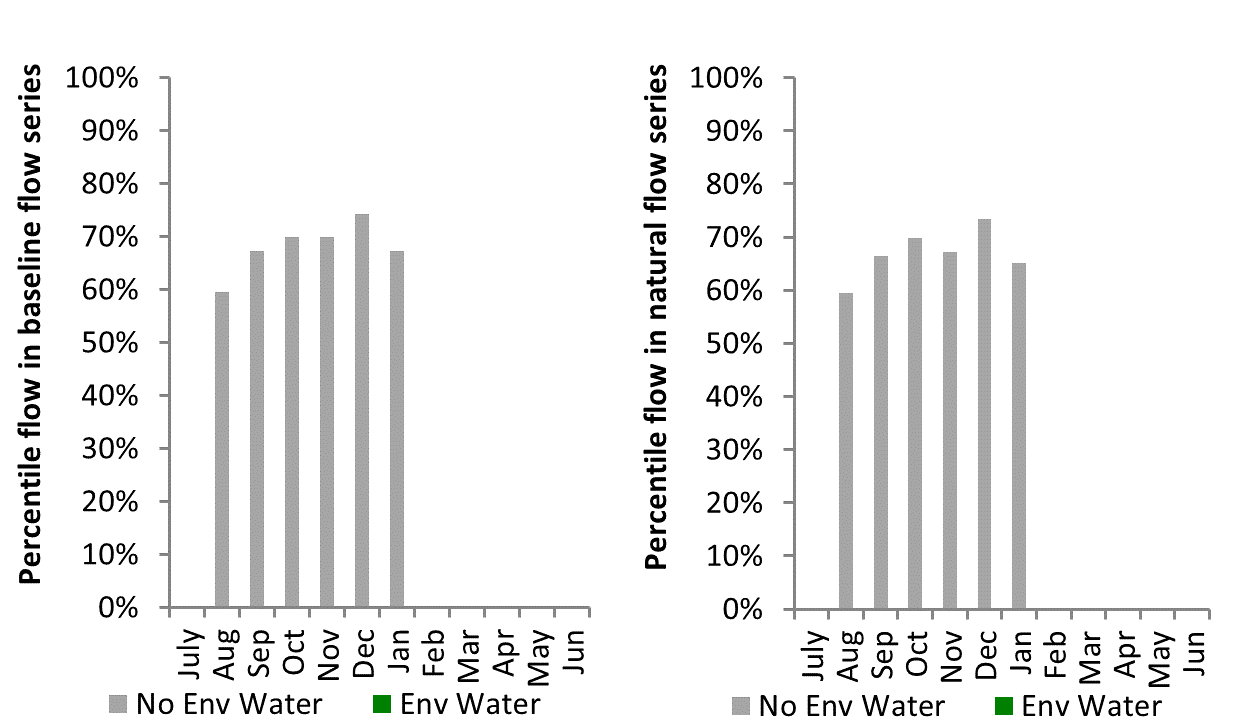 Percentile flow in baseline flow series
100%
90%
80%
70%
60%
50%
40%
30%
20%
10%
0%
July
Aug
Sep
Oct
Nov
Dec
Jan
Feb
Mar
Apr
May
Jun
No Env Water
Env Water
Percentile flow in natural flow series
100%
90%
80%
70%
60%
50%
40%
30%
20%
10%
0%
July
Aug
Sep
Oct
Nov
Dec
Jan
Feb
Mar
Apr
May
Jun
No Env Water
Env Water